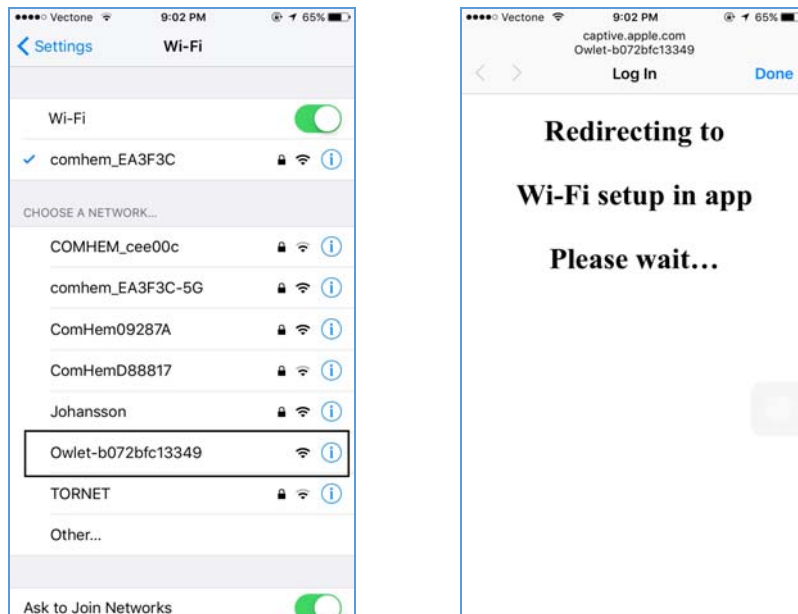 Vectone 9:02 PM 65%
Settings Wi-Fi
Wi-Fi
comhem_EA3F3C
CHOOSE A NETWORK...
COMHEM_cee00c
comhem_EA3F3C-5G
ComHem09287A
ComHemD88817
Johansson
Owlet-b072bfc13349
TORNET
Other...
Ask to Join Networks
Vectone 9:02 PM 65%
captive.apple.com
Owlet-b072bfc13349
Log In Done
Redirecting to
Wi-Fi setup in app
Please wait...